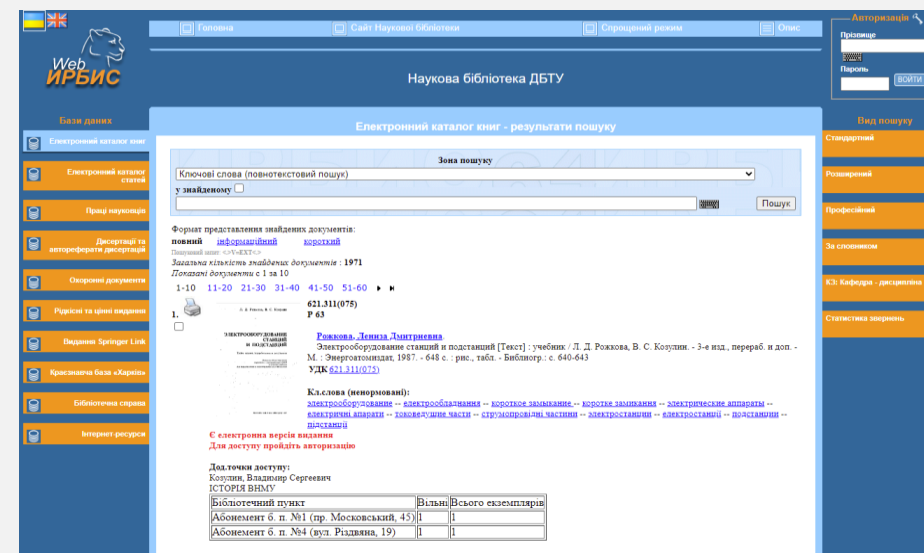 Web
ИРБИС
Головна
Сайт Наукової бібліотеки
Спрощений режим
Опис
Наукова бібліотека ДБТУ
Авторизація
Прізвище
Пароль
ВОЙТИ
Бази даних
Електронний каталог книг
Електронний каталог
статей
Праці науковців
Дисертації та
автореферати дисертацій
Охоронні документи
Рідкісні та цінні видання
Видання Springer Link
Краєзнавча база «Харків»
Бібліотечна справа
Інтернет-ресурси
Електронний каталог книг - результати пошуку
Зона пошуку
Ключові слова (повнотекстовий пошук)
у знайденому
Пошук
Формат представлення знайдених документів:
повний інформаційний короткий
Пошуковий запит: <.>V=EXT<.>
Загальна кількість знайдених документів : 1971
Показані документи с 1 за 10
1-10 11-20 21-30 31-40 41-50 51-60
621.311(075)
1. Р 63
ЭЛЕКТРООБОРУДОВАНИЕ
СТАНЦИЙ
И ПОДСТАНЦИЙ
Рожкова, Лениза Дмитриевна.
Электрооборудование станций и подстанций [Текст] : учебник / Л. Д. Рожкова, В. С. Козулин. - 3-е изд., перераб. и доп. -
М. : Энергоатомиздат, 1987. - 648 с. : рис., табл. - Библиогр.: с. 640-643
УДК 621.311(075)
Кл.слова (ненормовані):
электрооборудование -- електрообладнання -- короткое замыкание -- коротке замикання -- электрические аппараты --
електричні апарати -- токоведущие части -- струмопровідні частини -- электростанции -- електростанції -- подстанции --
підстанції
Є електронна версія видання
Для доступу пройдіть авторизацію
Дод.точки доступу:
Козулин, Владимир Сергеевич
ІСТОРІЯ ВНМУ
Бібліотечний пункт Вільні Всього екземплярів
Абонемент б. п. №1 (пр. Московський, 45) 1 1
Абонемент б. п. №4 (вул. Різдвяна, 19) 1 1
Вид пошуку
Стандартний
Розширений
Професійний
За словником
КЗ: Кафедра - дисципліна
Статистика звернень